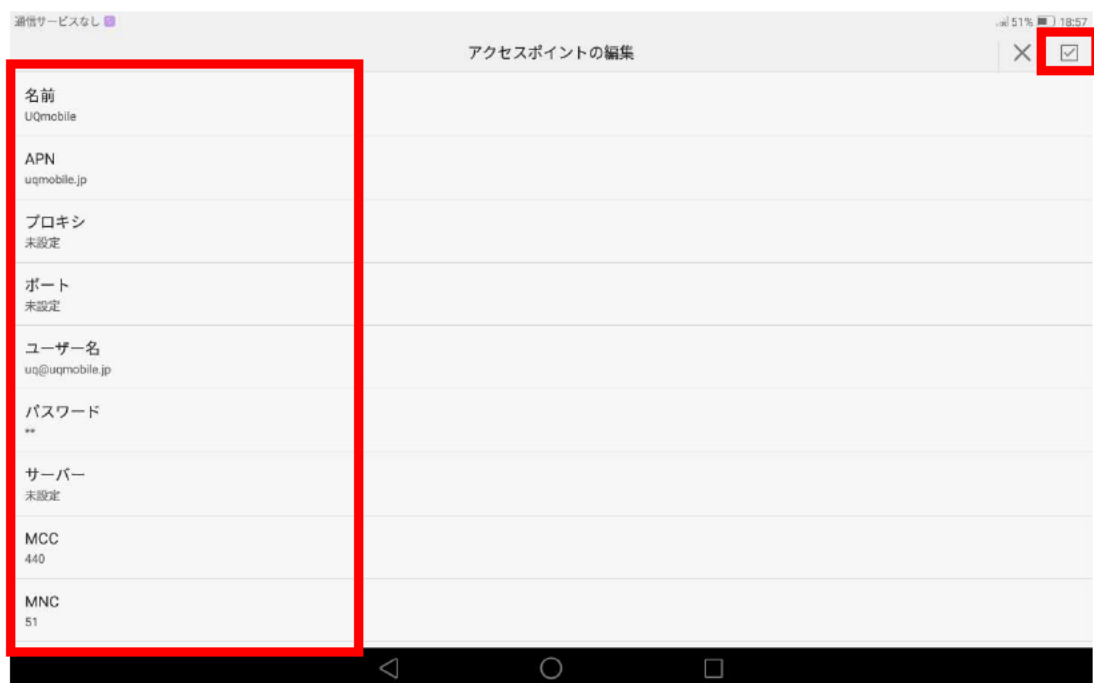 通信サービスなし
51% 18:57
アクセスポイントの編集
名前
UQmobile
APN
uqmobile.jp
プロキシ
未設定
ポート
未設定
ユーザー名
uq@uqmobile.jp
パスワード
**
サーバー
未設定
MCC
440
MNC
51